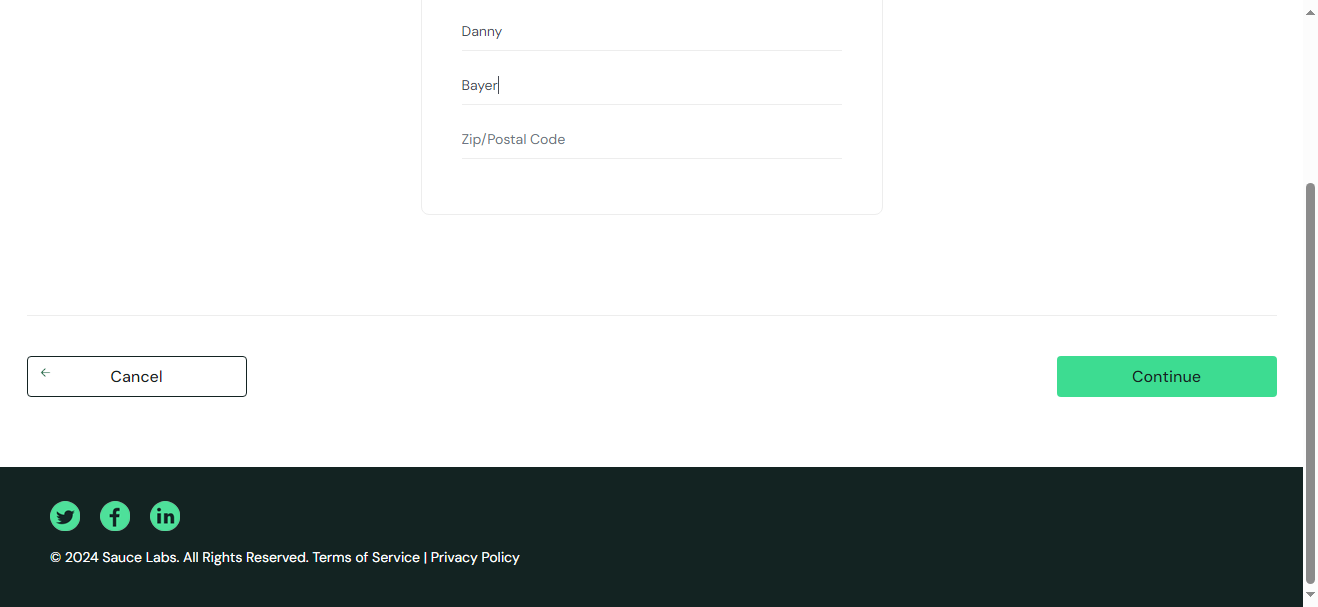 Danny
Bayer
Zip/Postal Code
Cancel
Continue
© 2024 Sauce Labs. All Rights Reserved. Terms of Service | Privacy Policy